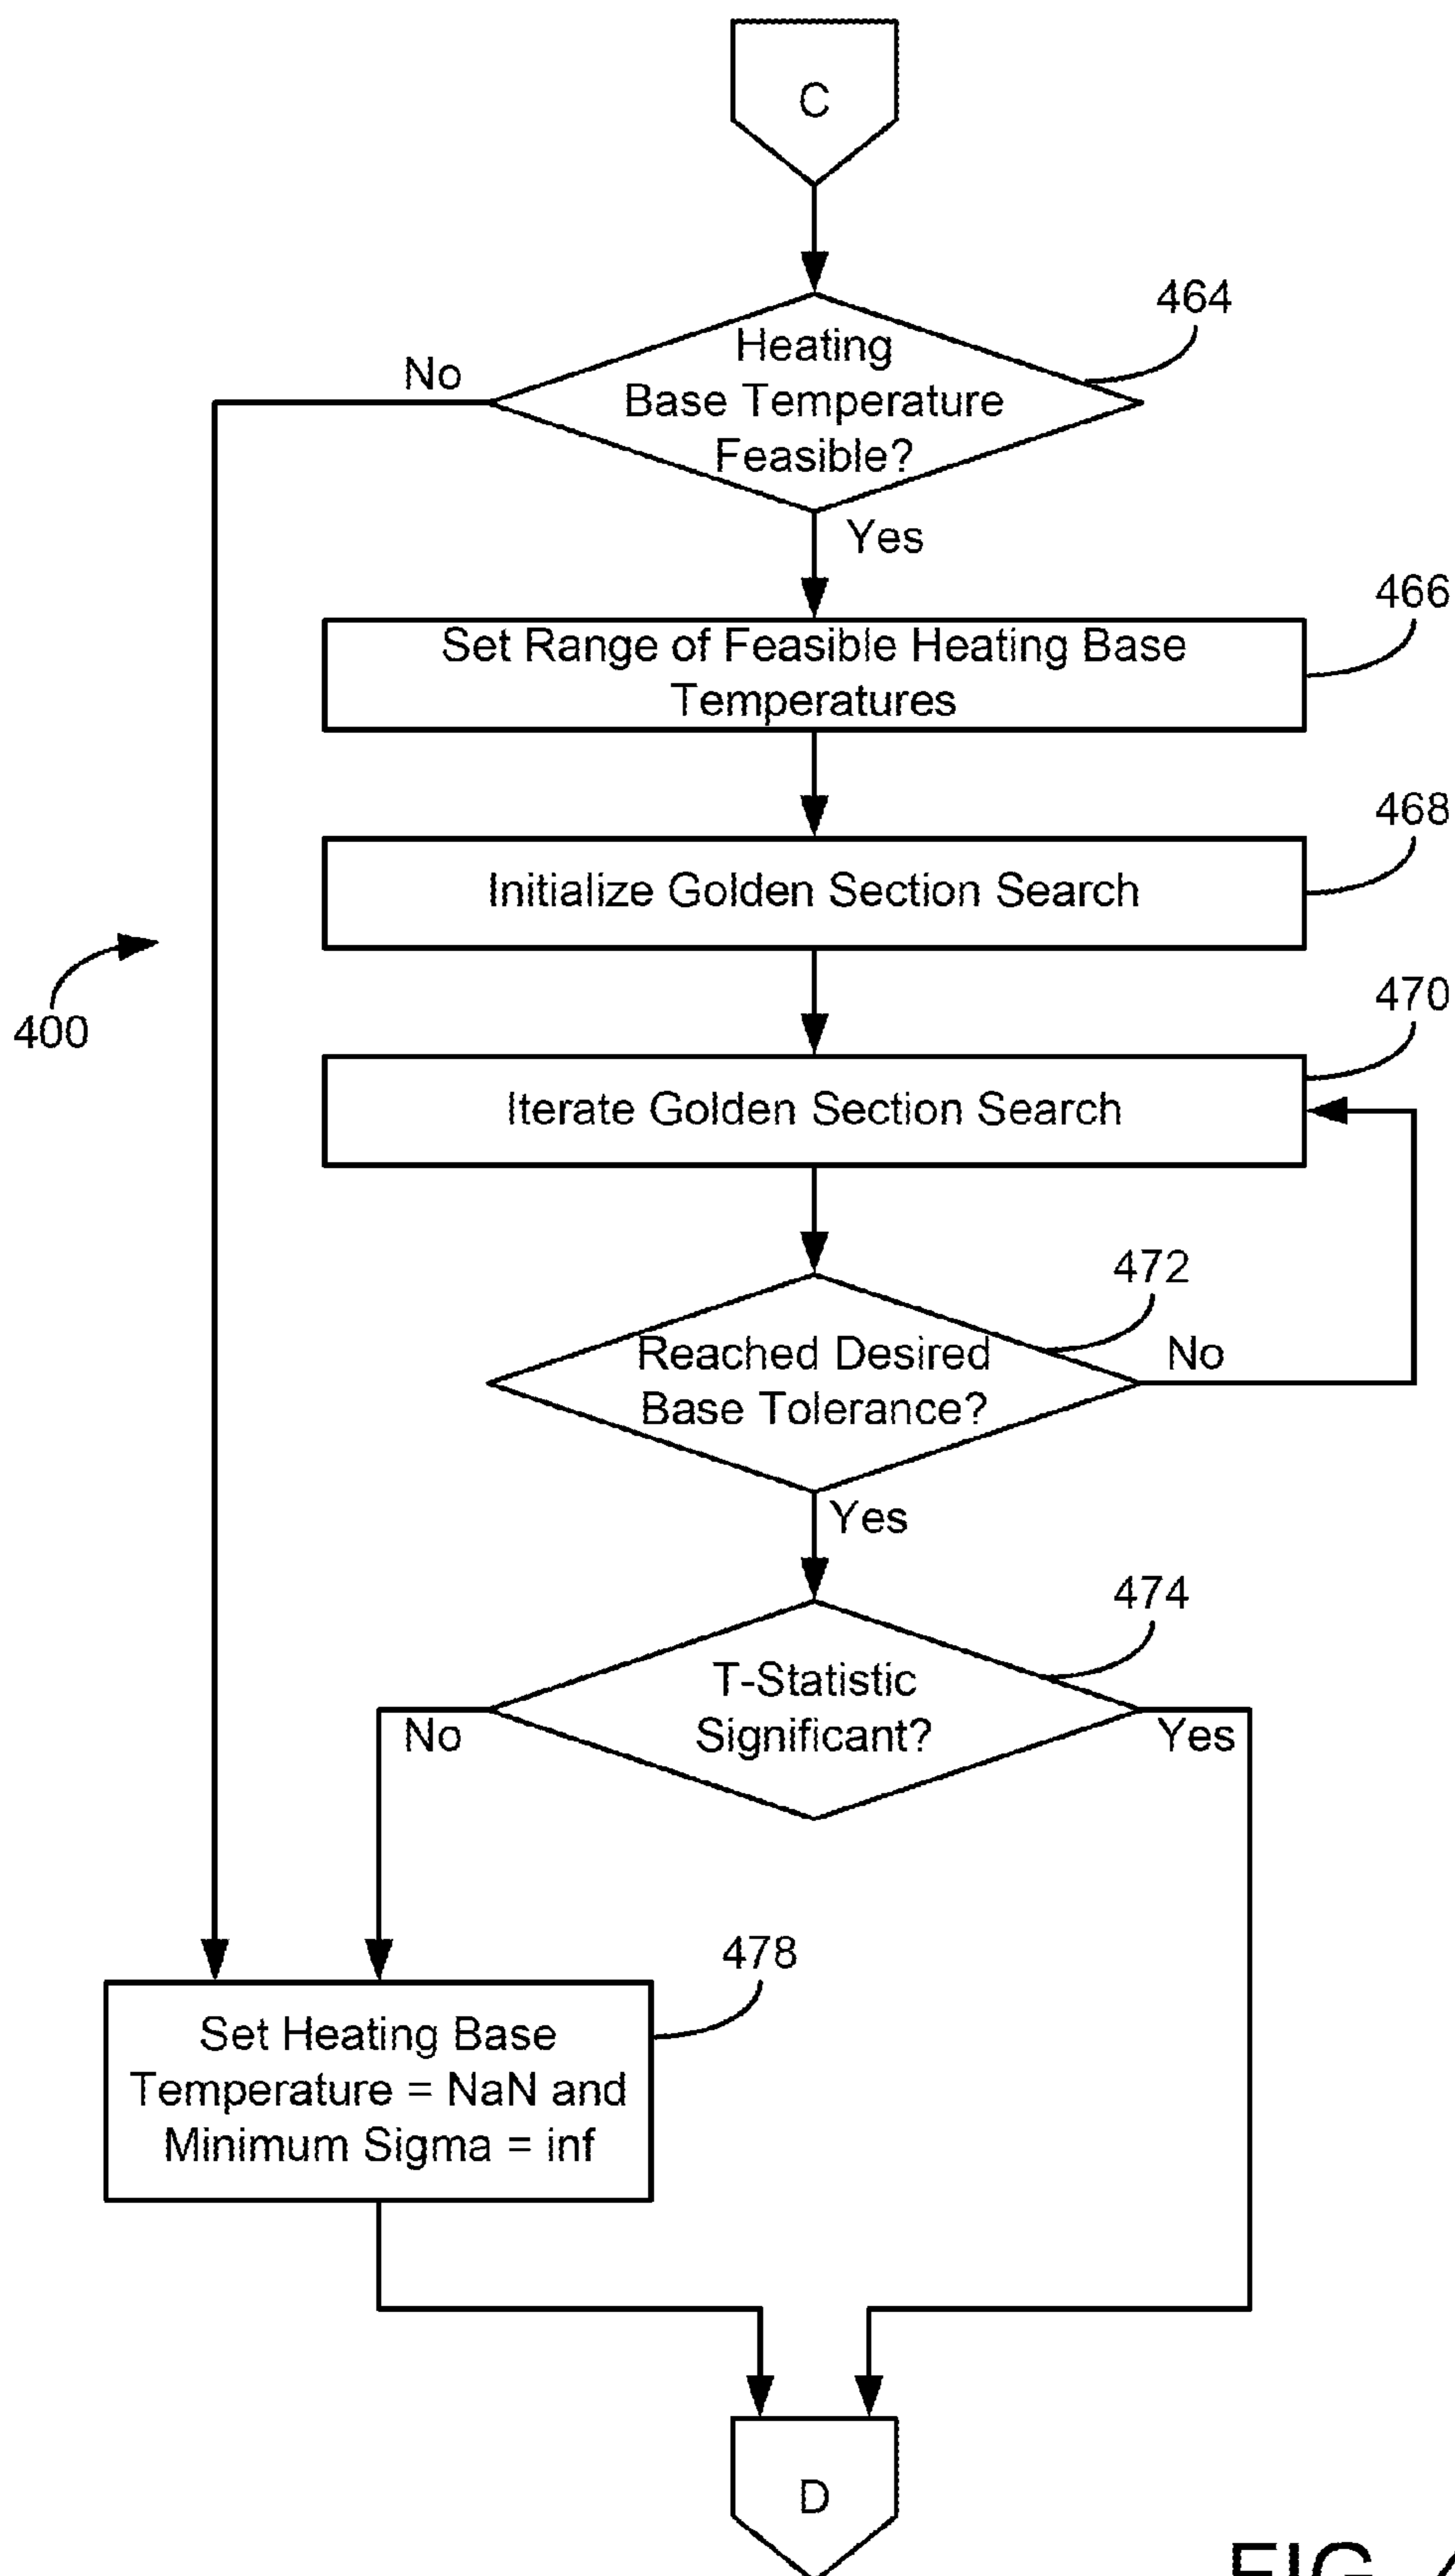 C
464
Heating
Base Temperature
Feasible?
No
Yes
466
Set Range of Feasible Heating Base
Temperatures
468
Initialize Golden Section Search
400
470
Iterate Golden Section Search
472
Reached Desired
Base Tolerance?
No
Yes
474
T-Statistic
Significant?
No
Yes
478
Set Heating Base
Temperature = NaN and
Minimum Sigma = inf
D
FIG.